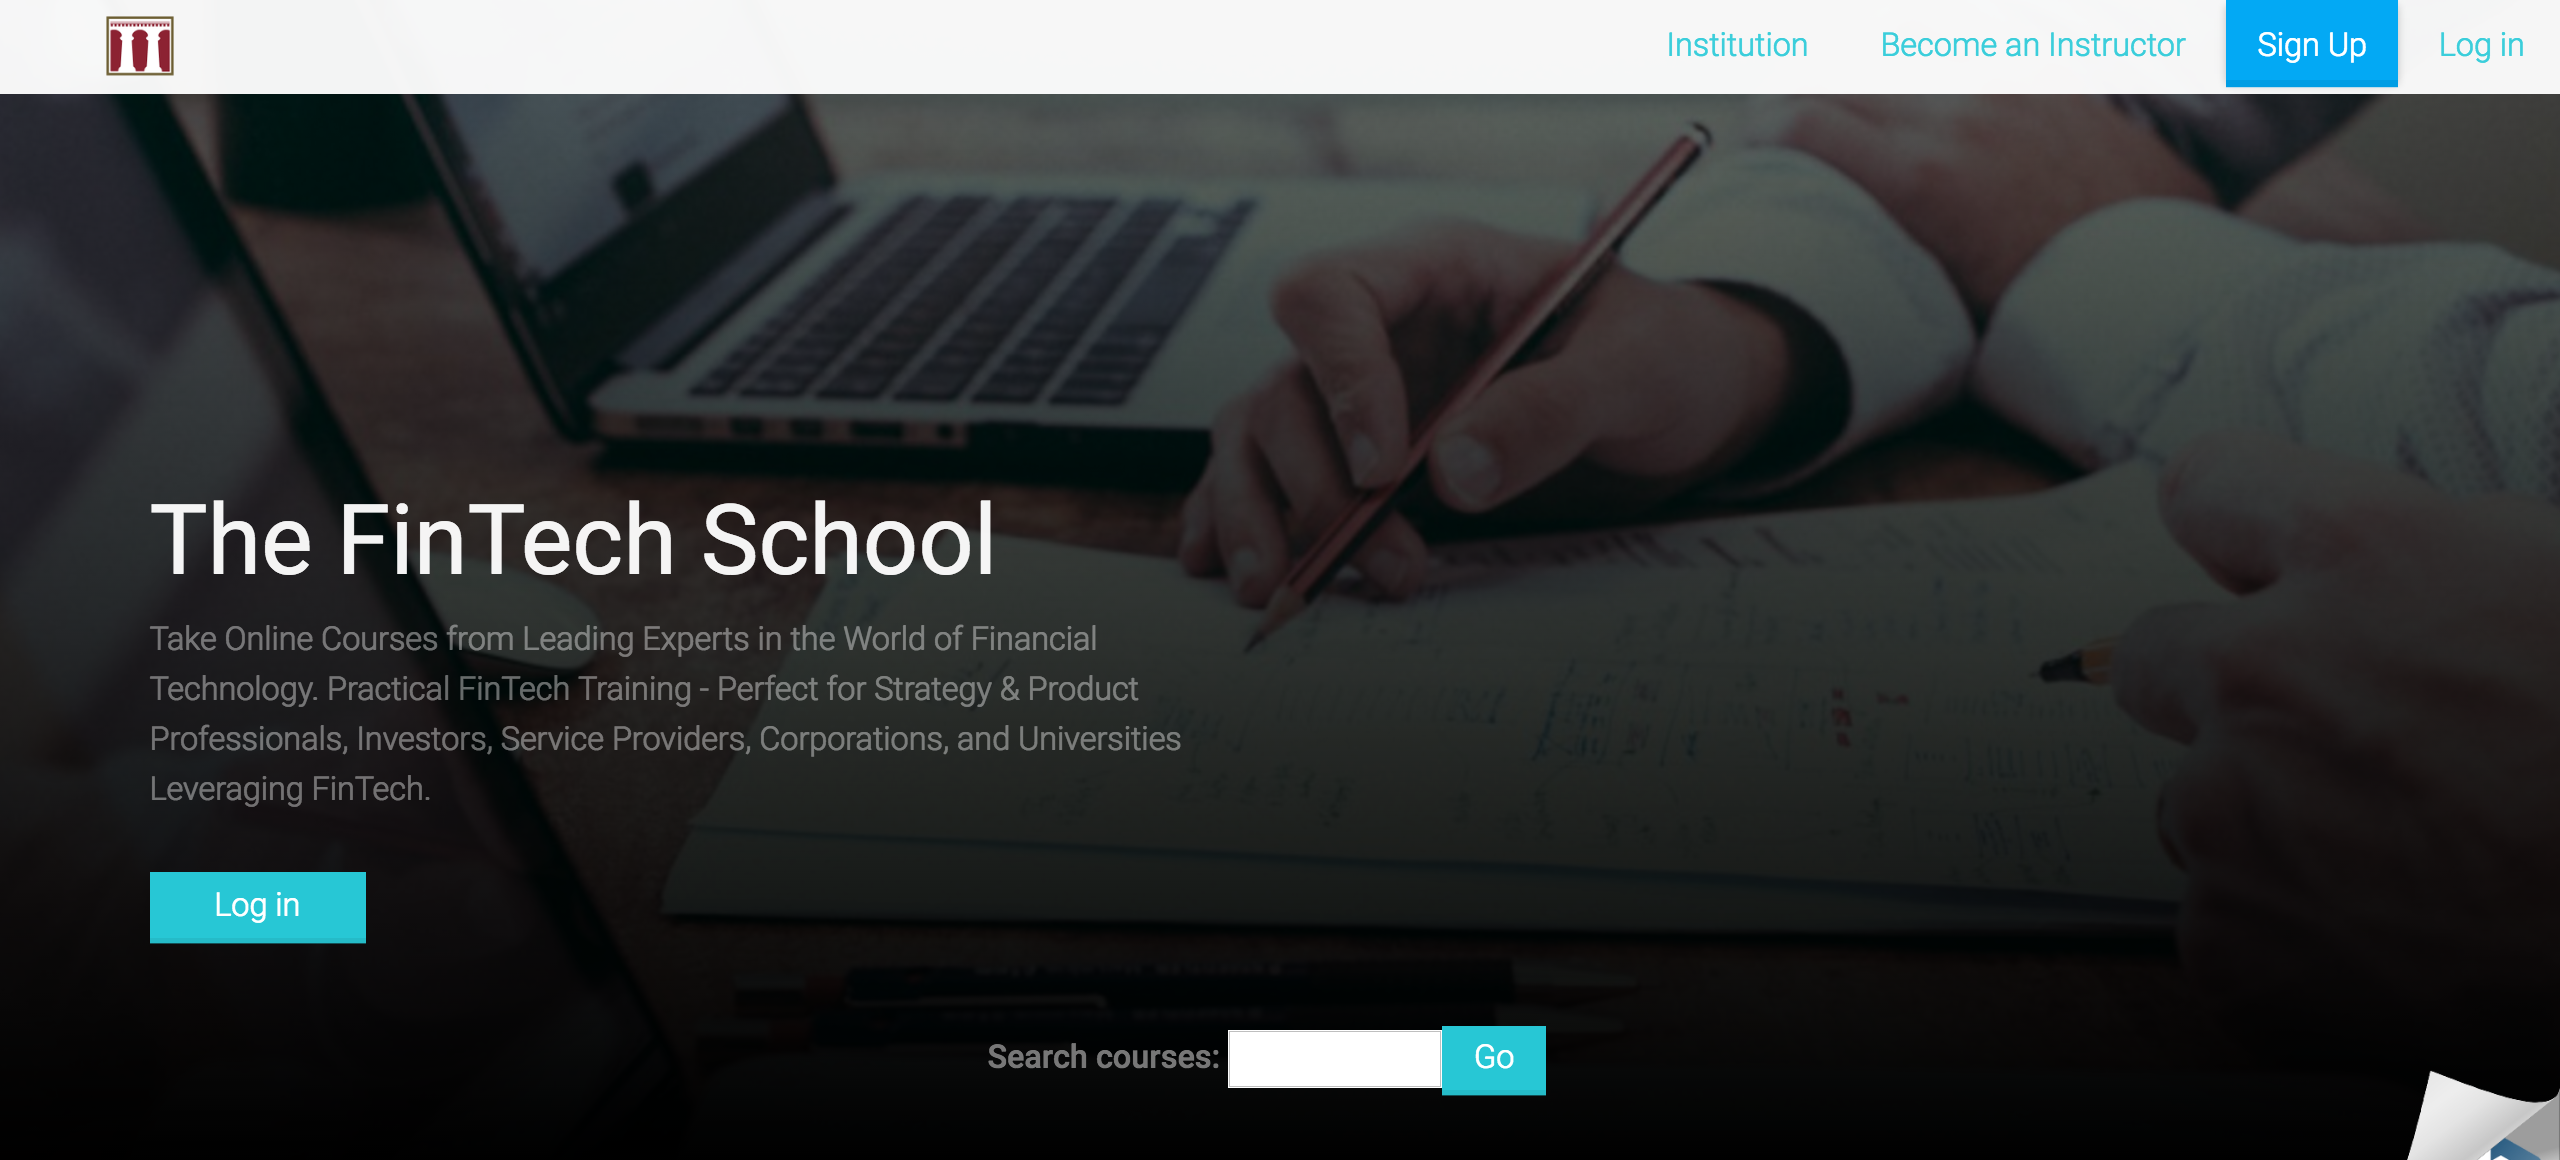 Institution
Become an Instructor
Sign Up
Log in
The FinTech School
Take Online Courses from Leading Experts in the World of Financial
Technology. Practical FinTech Training - Perfect for Strategy & Product
Professionals, Investors, Service Providers, Corporations, and Universities
Leveraging FinTech.
Log in
Search courses:
Go